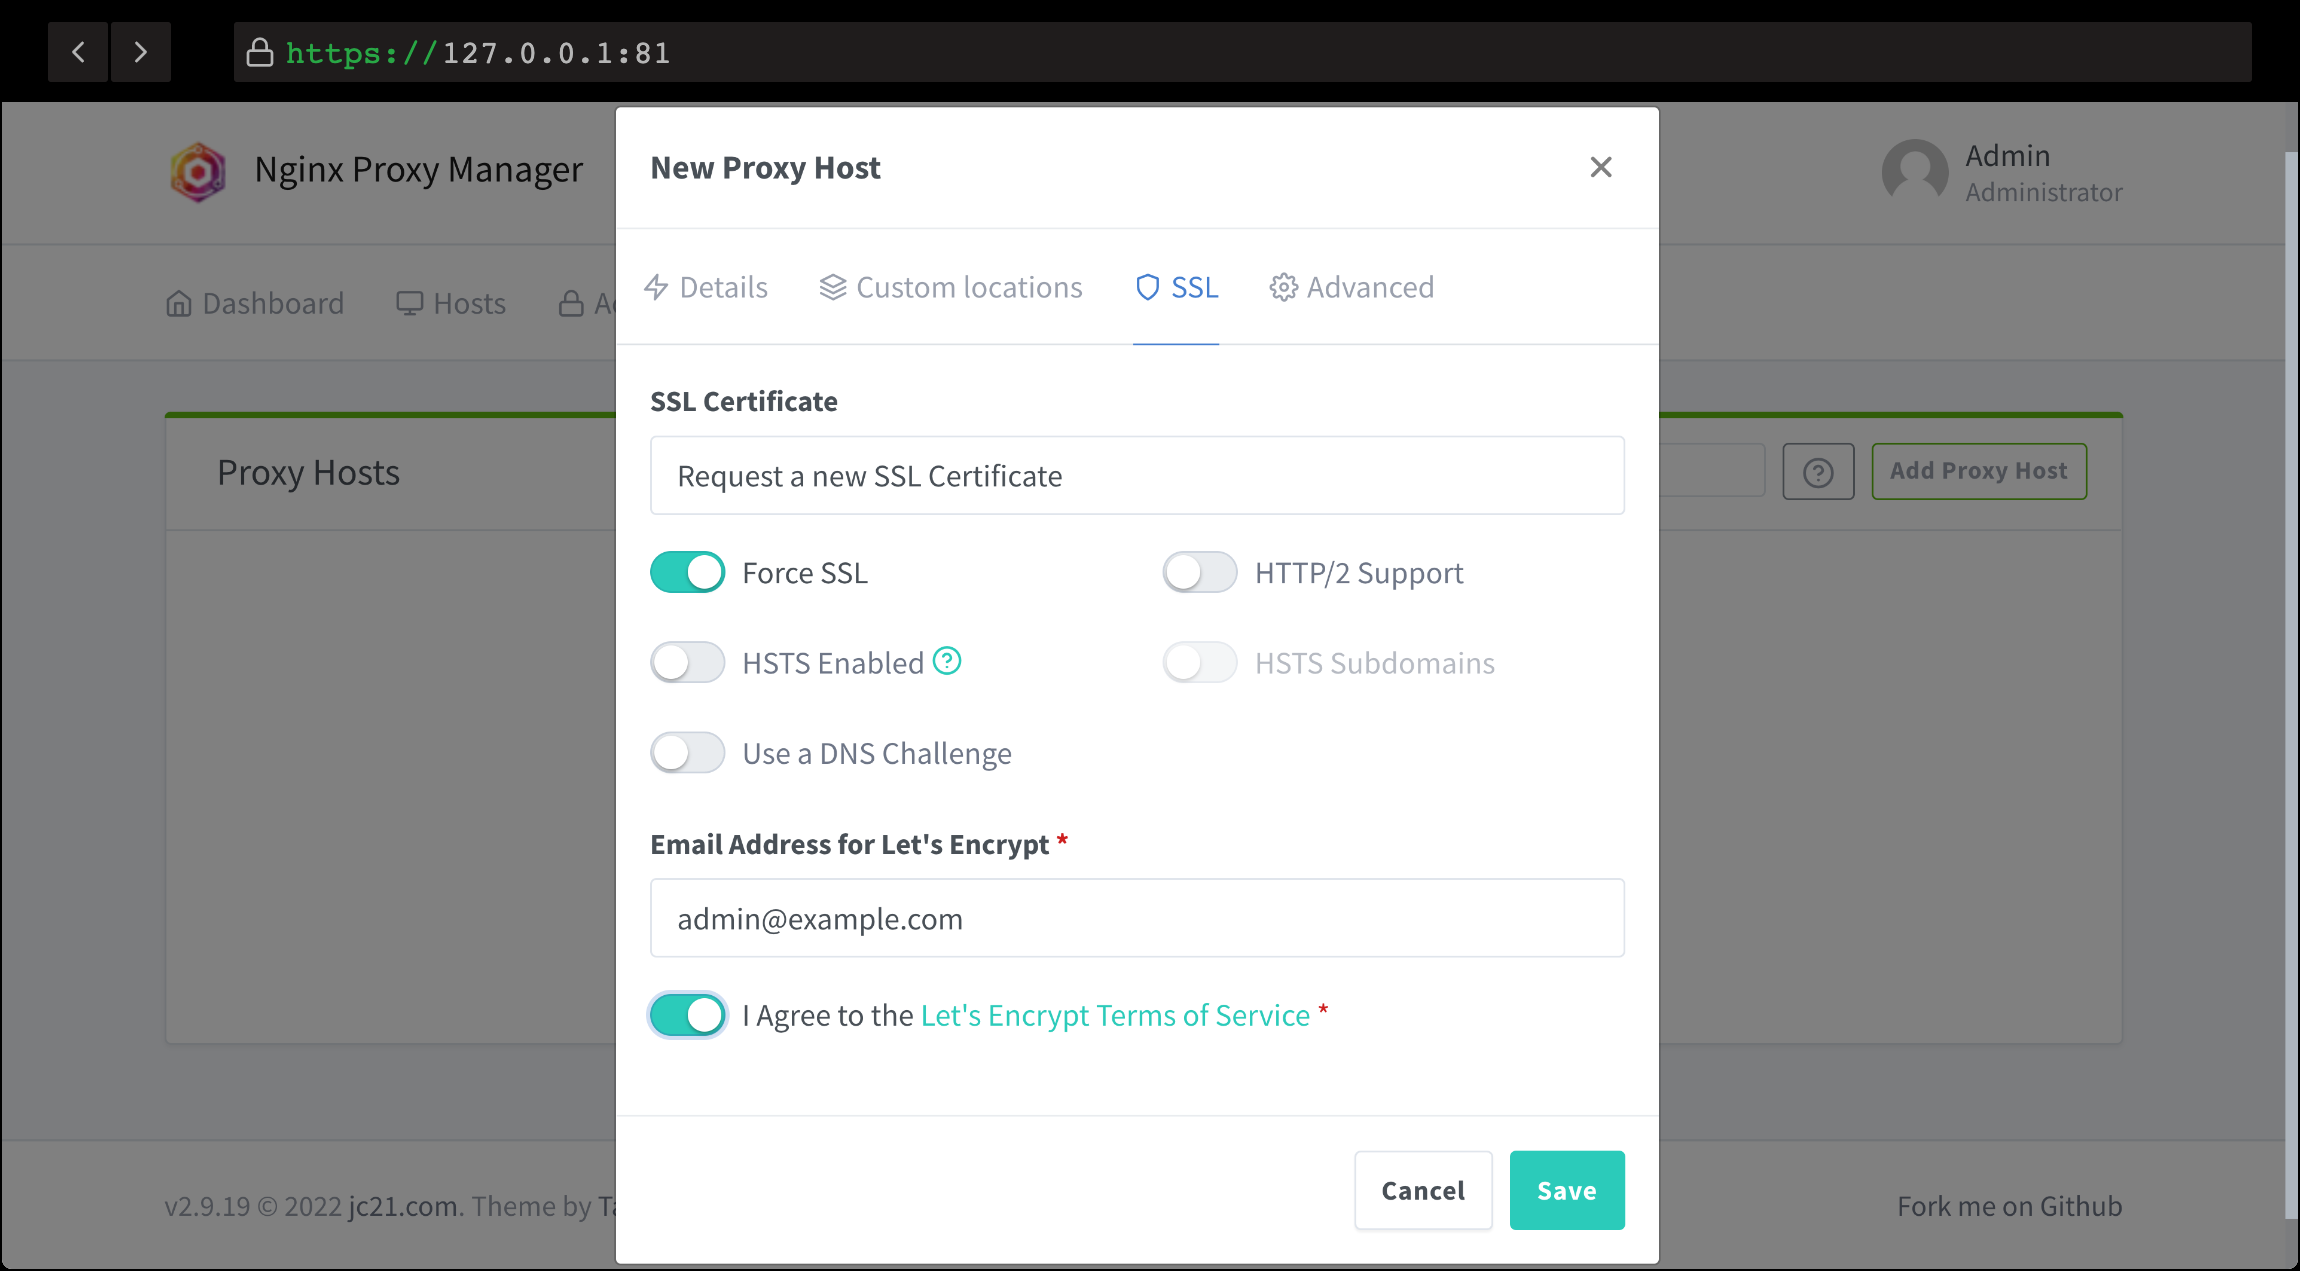 https://127.0.0.1:81
Nginx Proxy Manager
Admin
Administrator
Dashboard Hosts
New Proxy Host
Details Custom locations SSL Advanced
Proxy Hosts
Add Proxy Host
SSL Certificate
Request a new SSL Certificate
Force SSL HTTP/2 Support
HSTS Enabled HSTS Subdomains
Use a DNS Challenge
Email Address for Let's Encrypt *
admin@example.com
I Agree to the Let's Encrypt Terms of Service *
Cancel Save
v2.9.19 © 2022 jc21.com. Theme by
Fork me on Github